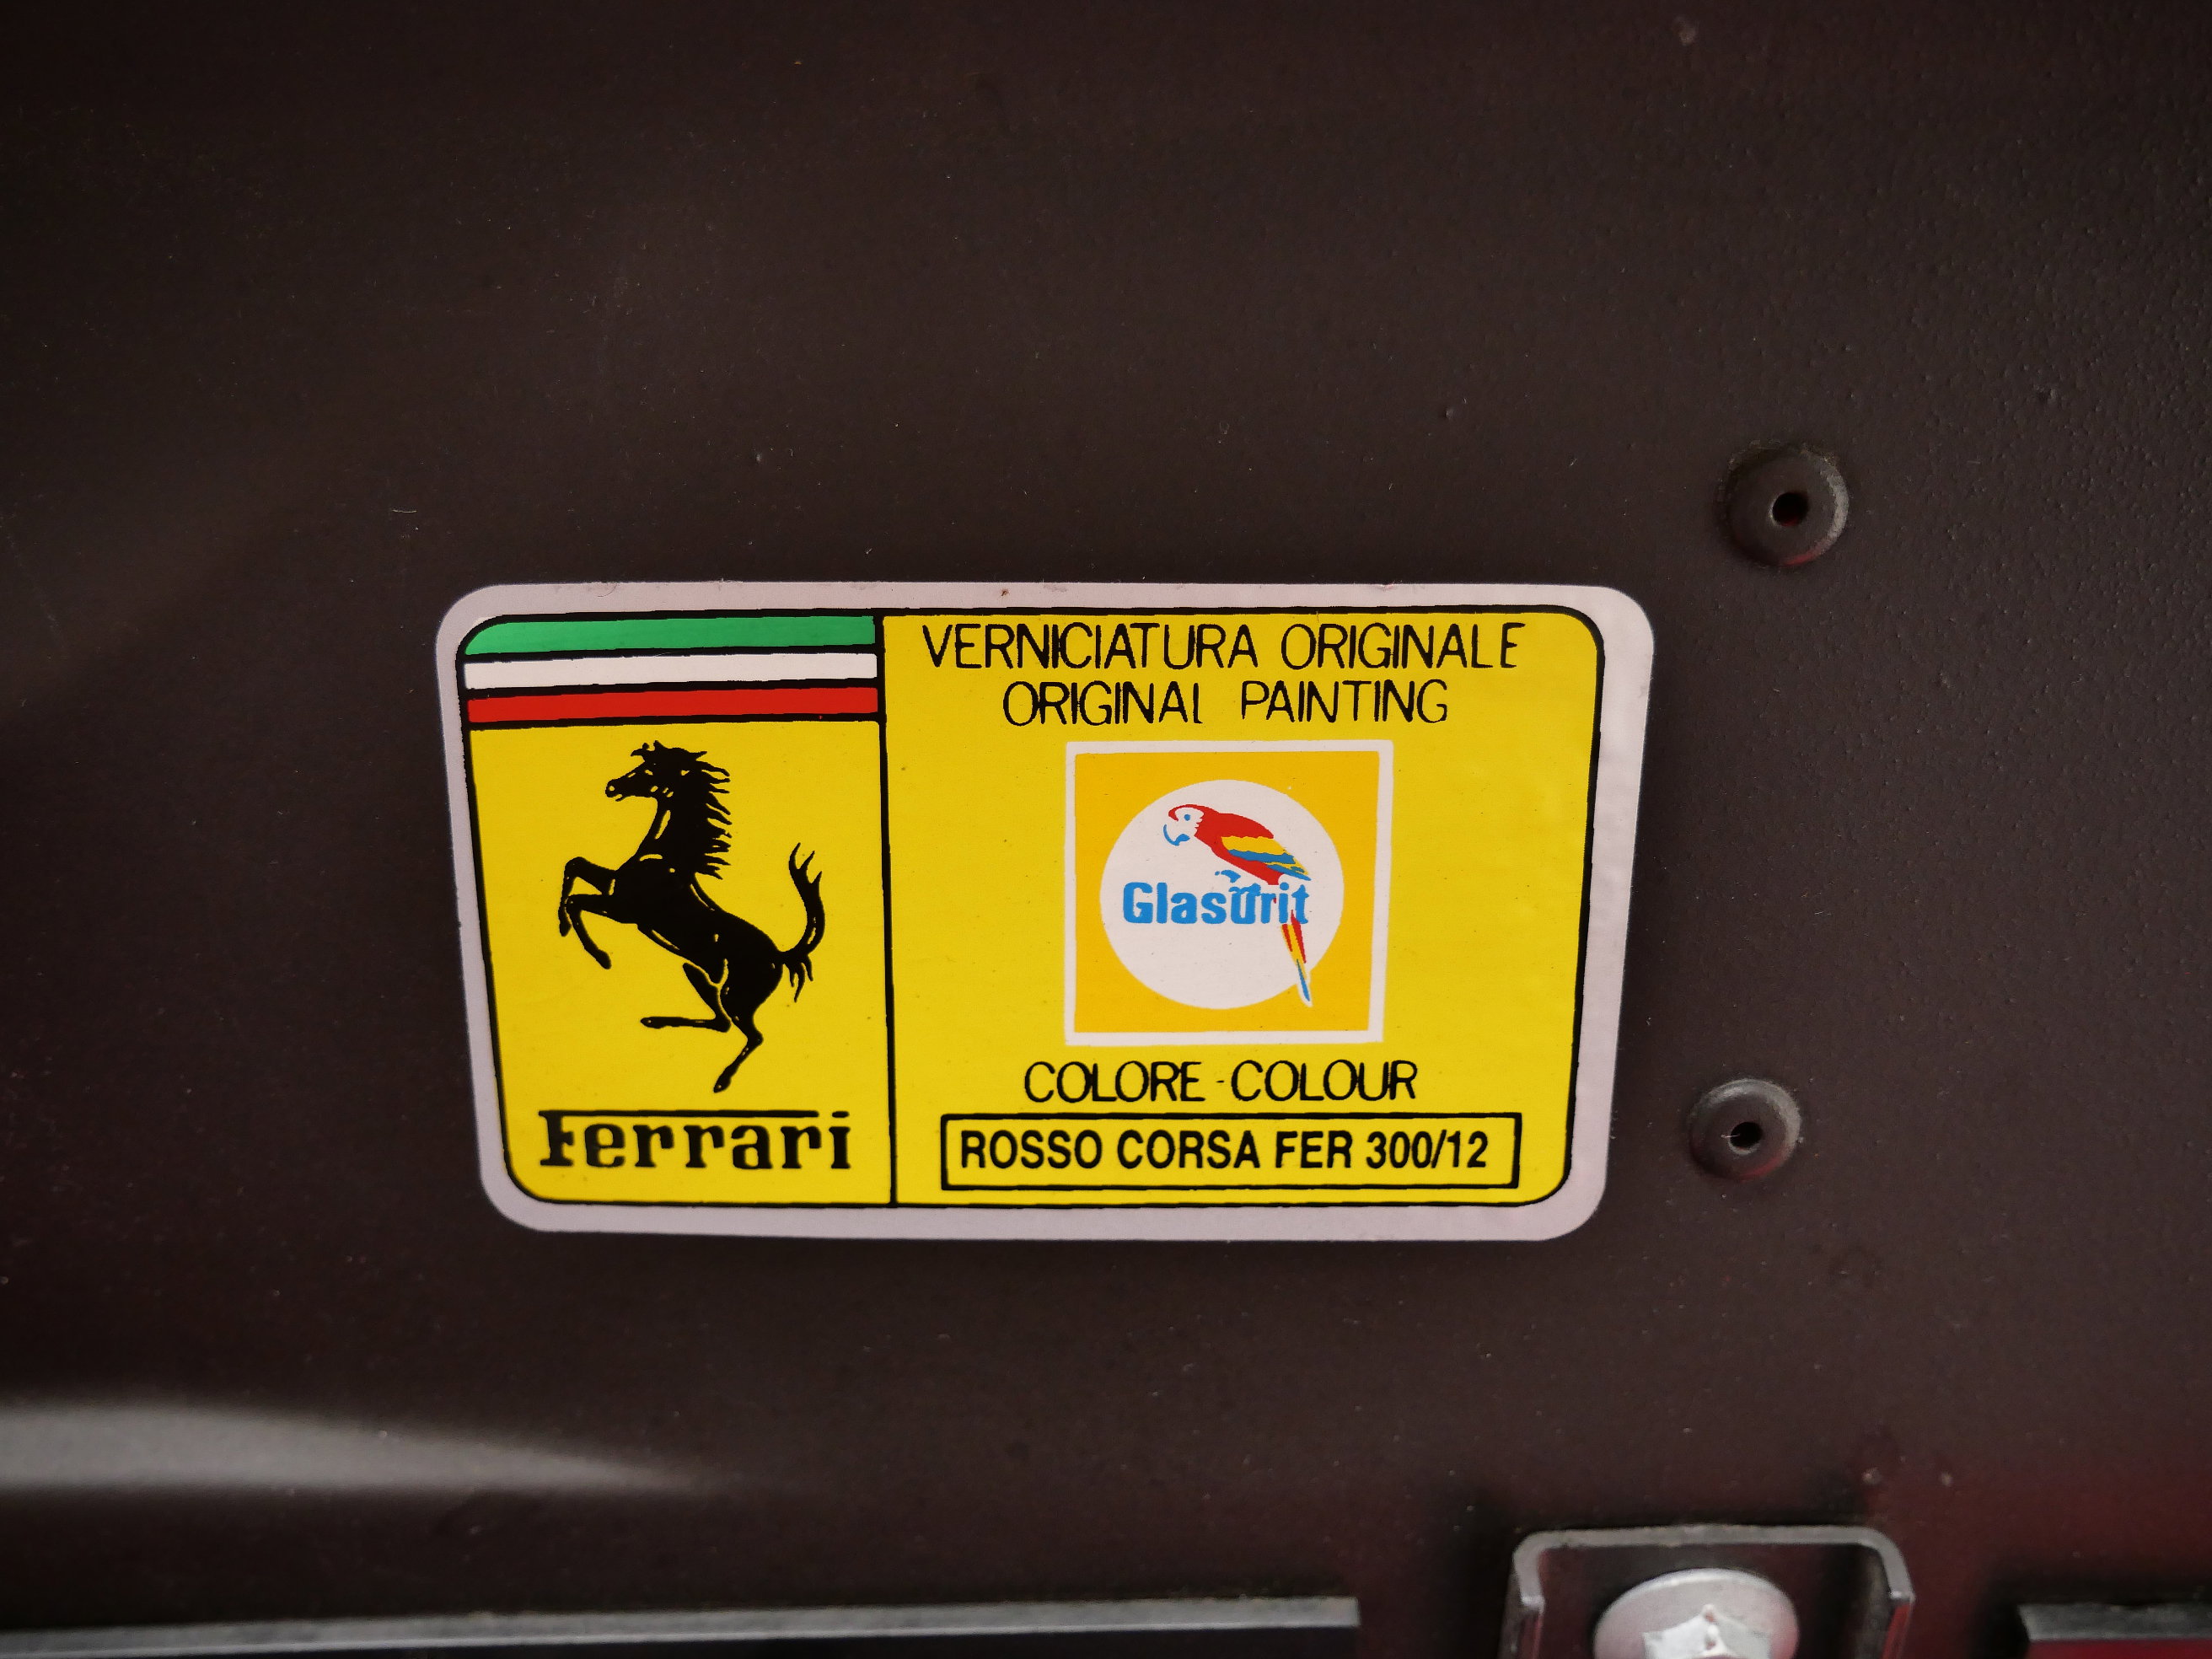 VERNICIATURA ORIGINALE
ORIGINAL PAINTING
Glasurit
COLORE - COLOUR
ROSSO CORSA FER 300/12
Ferrari